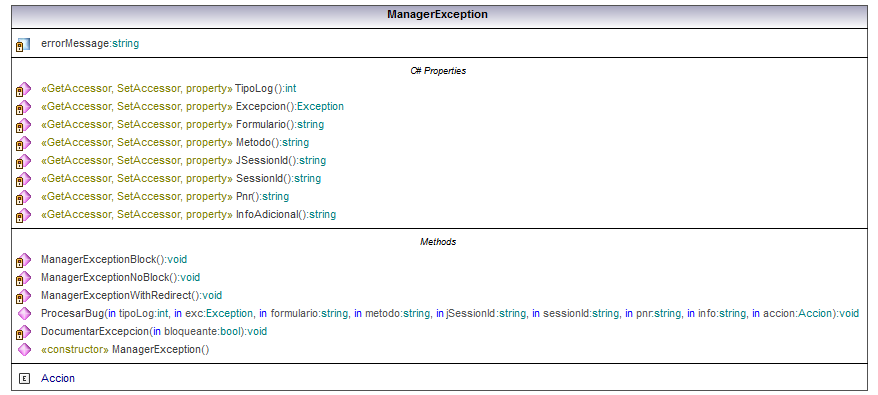 ManagerException
errorMessage:string
C# Properties
«GetAccessor, SetAccessor, property» TipoLog():int
«GetAccessor, SetAccessor, property» Excepcion():Exception
«GetAccessor, SetAccessor, property» Formulario():string
«GetAccessor, SetAccessor, property» Metodo():string
«GetAccessor, SetAccessor, property» JSessionId():string
«GetAccessor, SetAccessor, property» SessionId():string
«GetAccessor, SetAccessor, property» Pnr():string
«GetAccessor, SetAccessor, property» InfoAdicional():string
Methods
ManagerExceptionBlock():void
ManagerExceptionNoBlock():void
ManagerExceptionWithRedirect():void
ProcesarBug(in tipoLog:int, in exc:Exception, in formulario:string, in metodo:string, in jSessionId:string, in sessionId:string, in pnr:string, in info:string, in accion:Accion):void
DocumentarExcepcion(in bloqueante:bool):void
«constructor» ManagerException()
E Accion